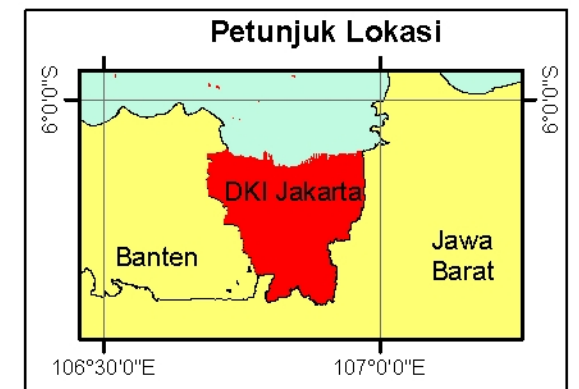 Petunjuk Lokasi
6°0'0"S
6°0'0"S
DKI Jakarta
Banten
Jawa
Barat
106°30'0"E
107°0'0"E